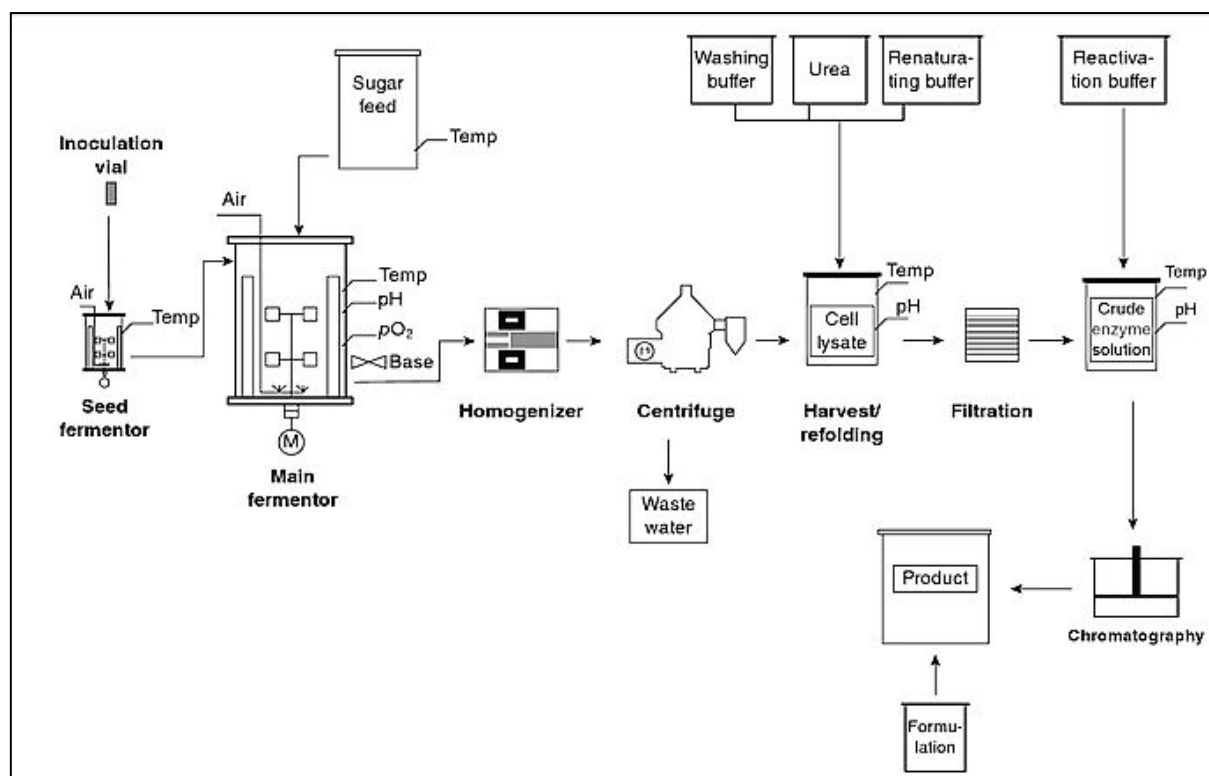 Sugar
feed
Temp
Inoculation
vial
Air
Temp
Seed
fermentor
Air
Temp
pH
pO2
Base
M
Main
fermentor
Homogenizer
Centrifuge
Waste
water
Washing
buffer
Urea
Renatura-
ting buffer
Temp
pH
Cell
lysate
Harvest/
refolding
Filtration
Reactiva-
tion buffer
Temp
pH
Crude
enzyme
solution
Chromatography
Product
Formu-
lation